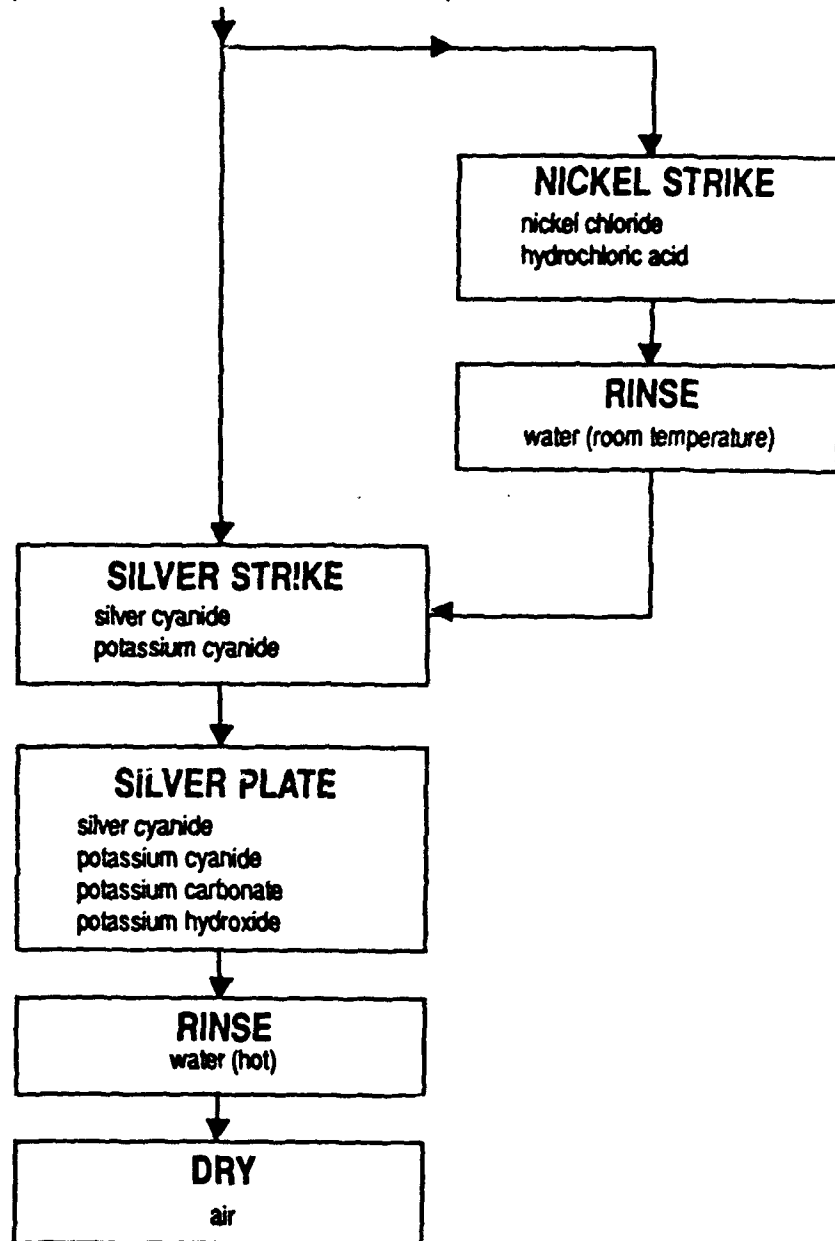 NICKEL STRIKE
nickel chloride
hydrochloric acid
RINSE
water (room temperature)
SILVER STRIKE
silver cyanide
potassium cyanide
SILVER PLATE
silver cyanide
potassium cyanide
potassium carbonate
potassium hydroxide
RINSE
water (hot)
DRY
air